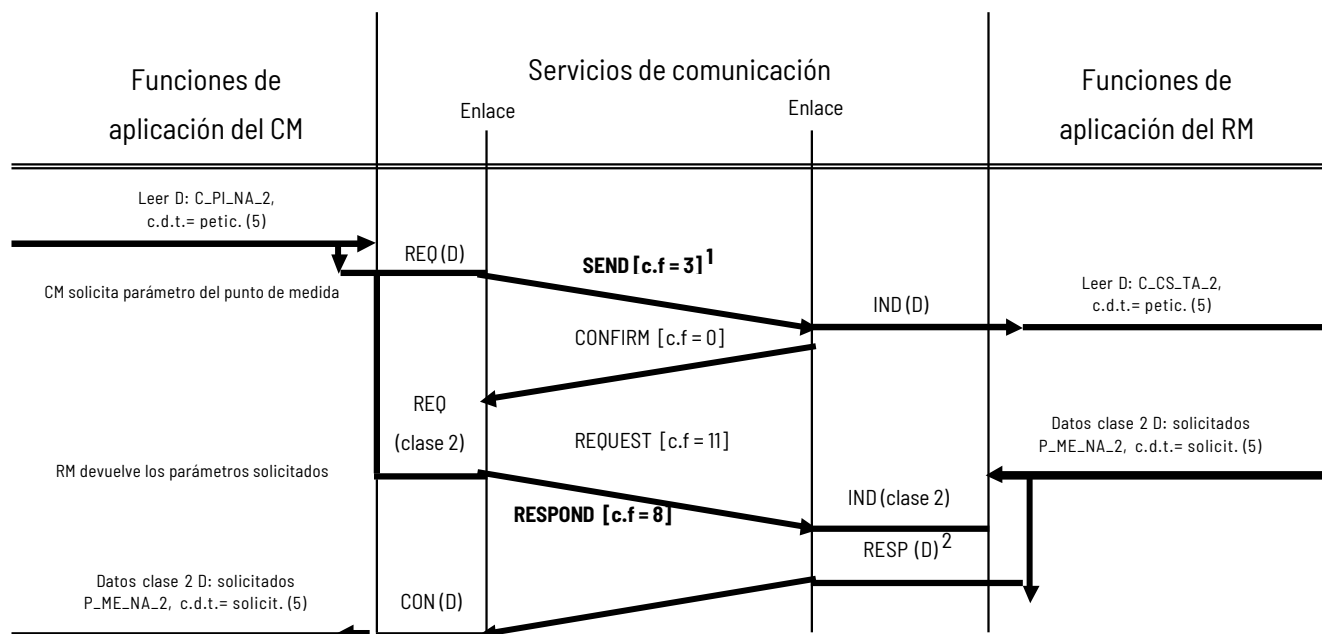 Funciones de
aplicación del CM
Servicios de comunicación
Funciones de
aplicación del RM
Enlace
Enlace
Leer D: C_PI_NA_2,
c.d.t.= petic. (5)
REQ (D)
SEND [c.f = 3]1
CM solicita parámetro del punto de medida
IND (D)
Leer D: C_CS_TA_2,
c.d.t.= petic. (5)
CONFIRM [c.f = 0]
REQ
(clase 2)
REQUEST [c.f = 11]
Datos clase 2 D: solicitados
P_ME_NA_2, c.d.t.= solicit. (5)
RM devuelve los parámetros solicitados
IND (clase 2)
RESPOND [c.f = 8]
RESP (D)2
Datos clase 2 D: solicitados
P_ME_NA_2, c.d.t.= solicit. (5)
CON (D)